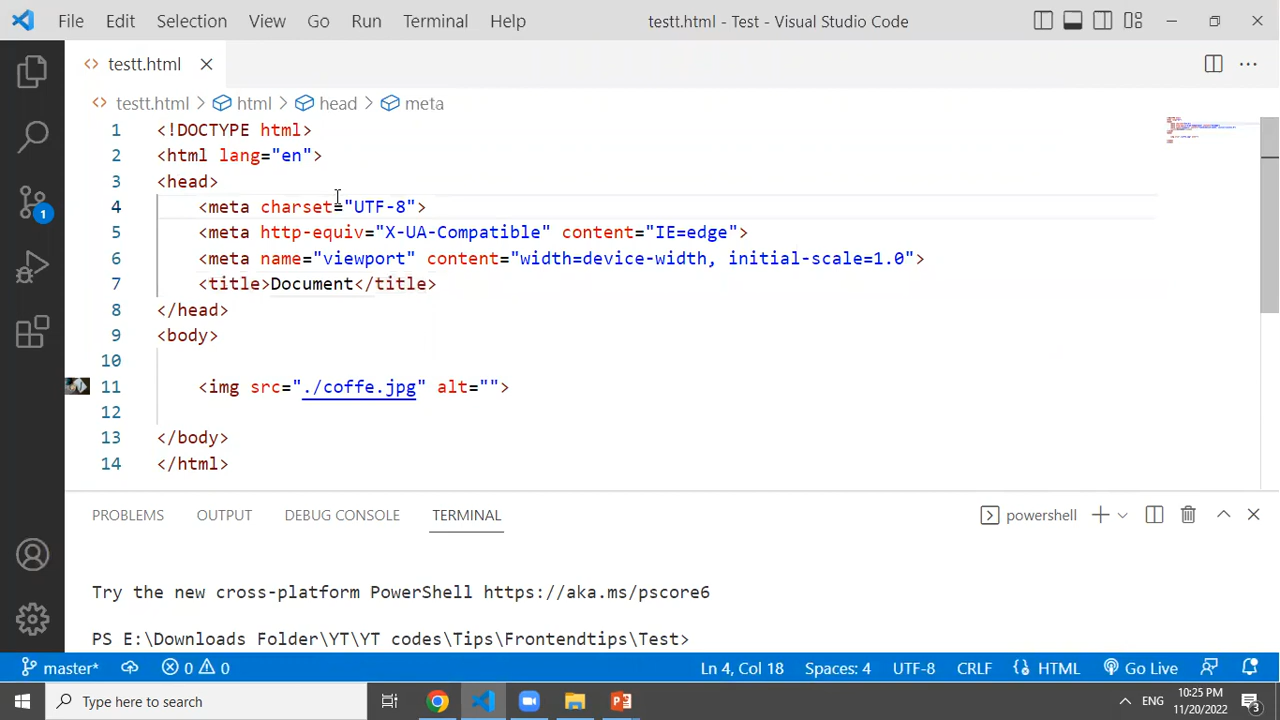 File Edit Selection View Go Run Terminal Help testt.html - Test - Visual Studio Code
testt.html
testt.html > html > head > meta
1 <!DOCTYPE html>
2 <html lang="en">
3 <head>
4 <meta charset="UTF-8">
5 <meta http-equiv="X-UA-Compatible" content="IE=edge">
6 <meta name="viewport" content="width=device-width, initial-scale=1.0">
7 <title>Document</title>
8 </head>
9 <body>
10
11 <img src="./coffe.jpg" alt="">
12
13 </body>
14 </html>
1
PROBLEMS OUTPUT DEBUG CONSOLE TERMINAL powershell
Try the new cross-platform PowerShell https://aka.ms/pscore6
PS E:\Downloads Folder\YT\YT codes\Tips\Frontendtips\Test>
master* 0 0 Ln 4, Col 18 Spaces: 4 UTF-8 CRLF HTML Go Live
Type here to search ENG 10:25 PM
11/20/2022 3